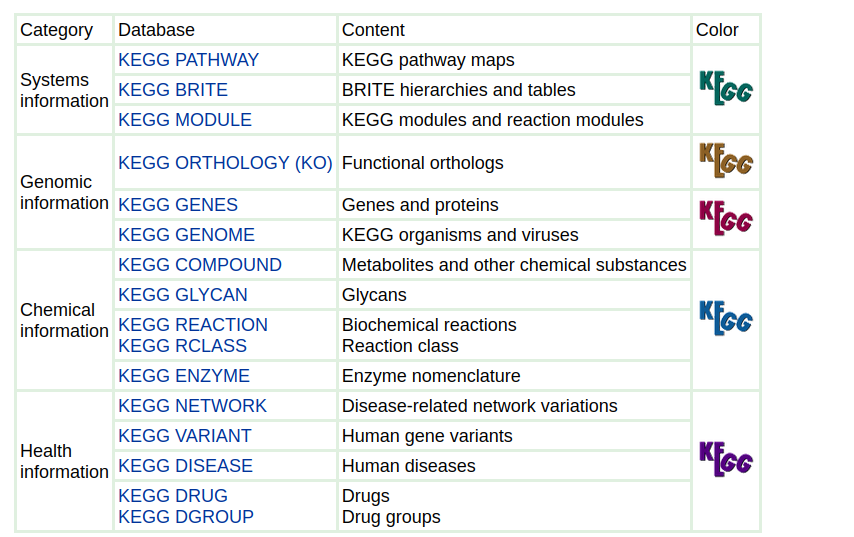 Category Database Content Color
Systems information
KEGG PATHWAY KEGG pathway maps
KEGG BRITE BRITE hierarchies and tables
KEGG MODULE KEGG modules and reaction modules
KEGG
Genomic information
KEGG ORTHOLOGY (KO) Functional orthologs
KEGG
KEGG GENES Genes and proteins
KEGG GENOME KEGG organisms and viruses
KEGG
Chemical information
KEGG COMPOUND Metabolites and other chemical substances
KEGG GLYCAN Glycans
KEGG REACTION Biochemical reactions
KEGG RCLASS Reaction class
KEGG ENZYME Enzyme nomenclature
KEGG
Health information
KEGG NETWORK Disease-related network variations
KEGG VARIANT Human gene variants
KEGG DISEASE Human diseases
KEGG DRUG Drugs
KEGG DGROUP Drug groups
KEGG